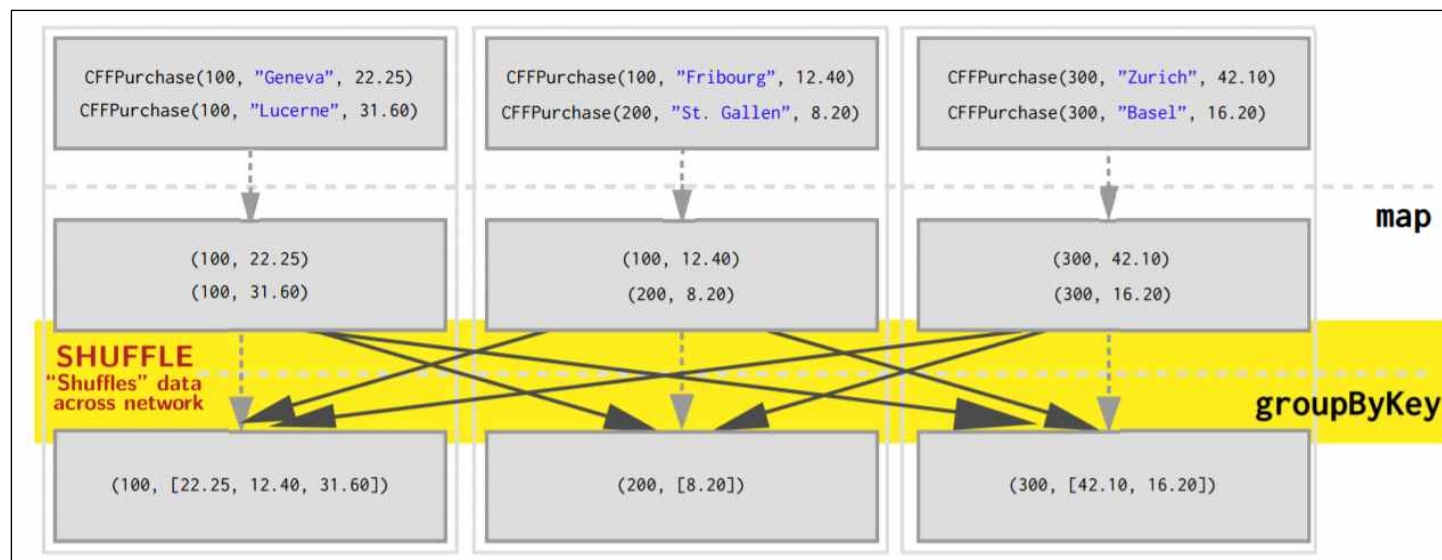 CFFPurchase(100, ”Geneva”, 22.25)
CFFPurchase(100, ”Lucerne”, 31.60)
CFFPurchase(100, ”Fribourg”, 12.40)
CFFPurchase(200, ”St. Gallen”, 8.20)
CFFPurchase(300, ”Zurich”, 42.10)
CFFPurchase(300, ”Basel”, 16.20)
map
(100, 22.25)
(100, 31.60)
(100, 12.40)
(200, 8.20)
(300, 42.10)
(300, 16.20)
SHUFFLE
“Shuffles” data
across network
groupByKey
(100, [22.25, 12.40, 31.60])
(200, [8.20])
(300, [42.10, 16.20])